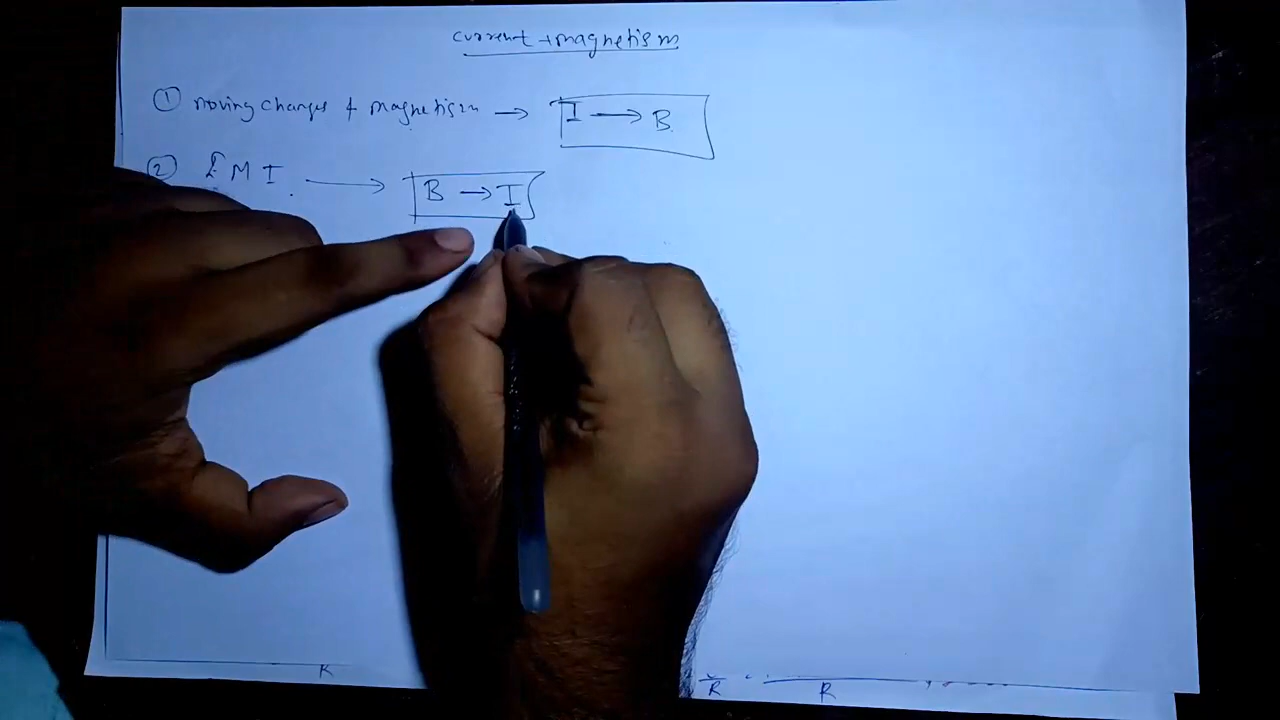 current + magnetism
① moving charges + magnetism → I → B
② EMI → B → I
K
R
R